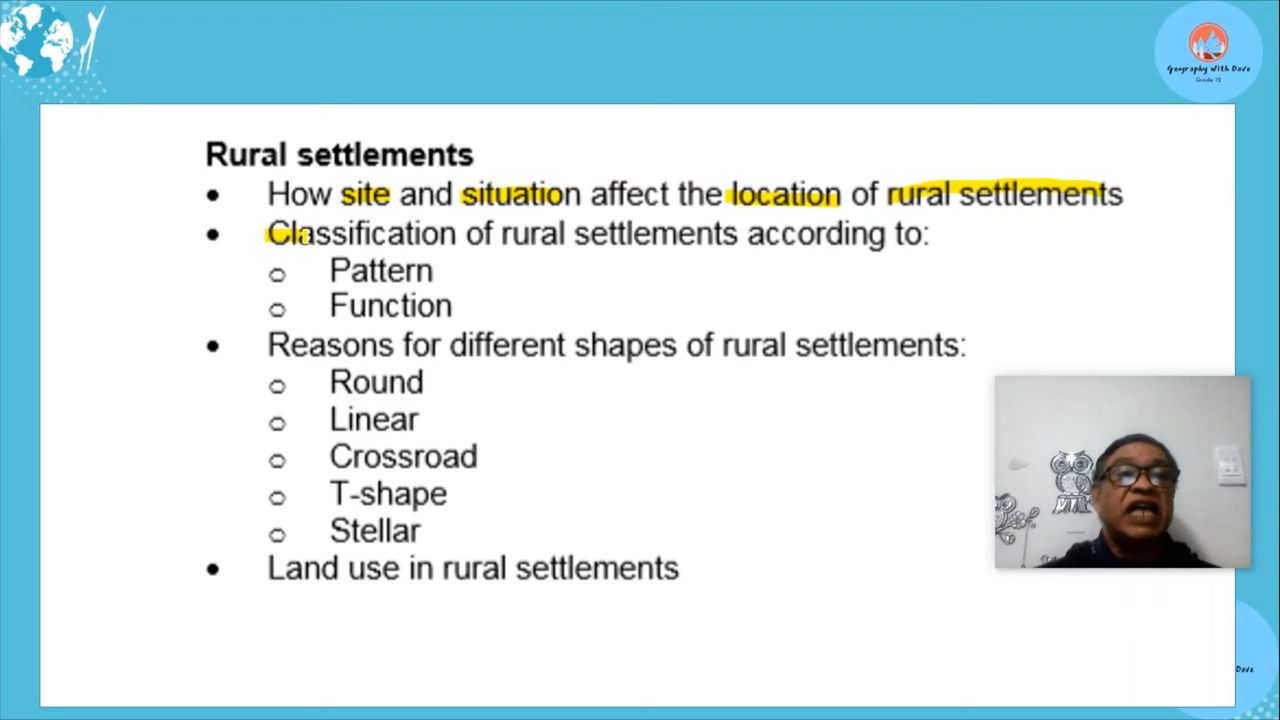 Geography with Dave
Grade 12
Rural settlements
• How site and situation affect the location of rural settlements
• Classification of rural settlements according to:
o Pattern
o Function
• Reasons for different shapes of rural settlements:
o Round
o Linear
o Crossroad
o T-shape
o Stellar
• Land use in rural settlements
Dave